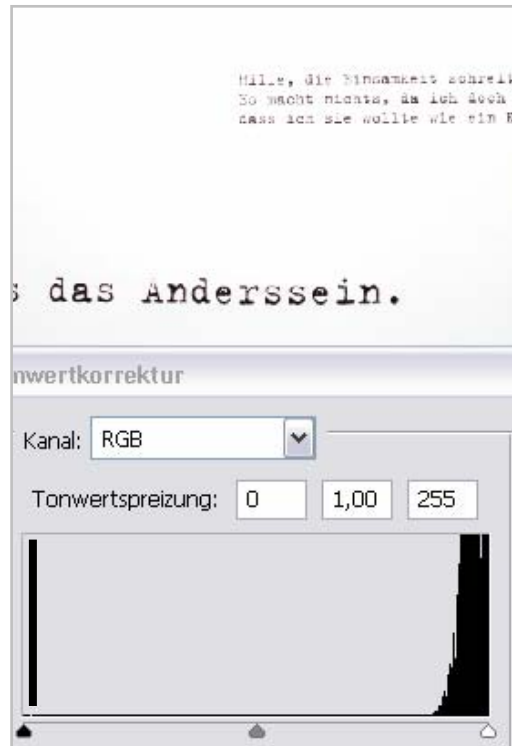 Hille, die Einsamkeit schreit
So macht nichts, da ich doch
dass ich sie wollte wie ein
s das Anderssein.
nwertkorrektur
Kanal: RGB
Tonwertspreizung: 0 1,00 255